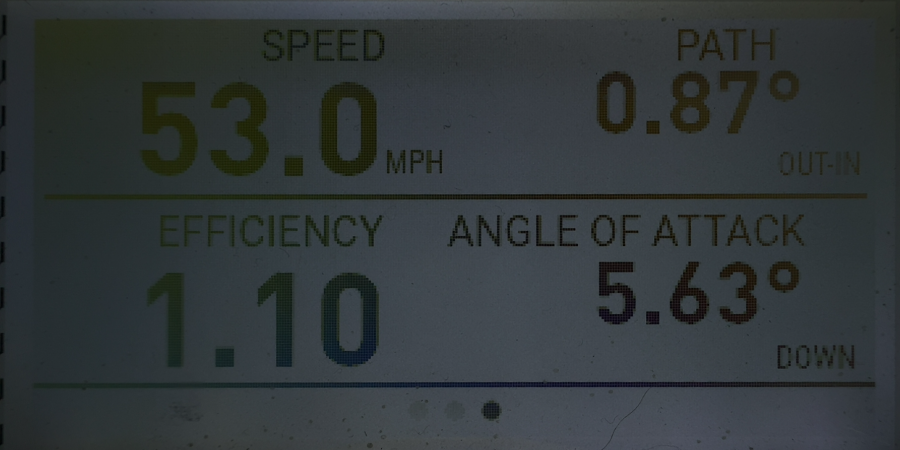 SPEED
53.0 MPH
PATH
0.87°
OUT-IN
EFFICIENCY
1.10
ANGLE OF ATTACK
5.63°
DOWN